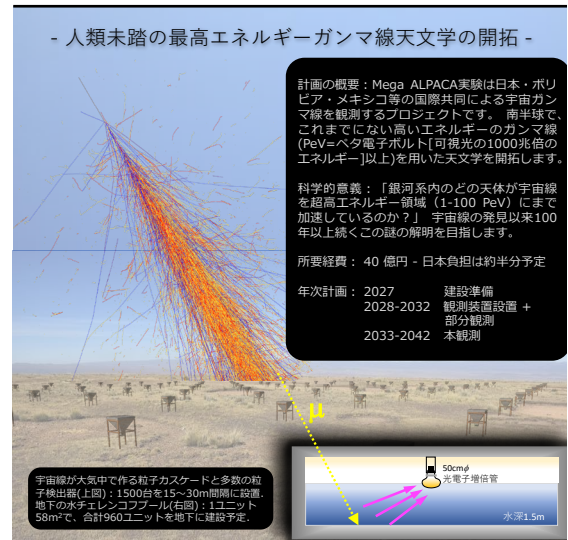 - 人類未踏の最高エネルギーガンマ線天文学の開拓 -
計画の概要：Mega ALPACA実験は日本・ボリ
ビア・メキシコ等の国際共同による宇宙ガン
マ線を観測するプロジェクトです。 南半球で、
これまでにない高いエネルギーのガンマ線
(PeV=ペタ電子ボルト[可視光の1000兆倍の
エネルギー]以上)を用いた天文学を開拓します。
科学的意義：「銀河系内のどの天体が宇宙線
を超高エネルギー領域（1-100 PeV）にまで
加速しているのか？」 宇宙線の発見以来100
年以上続くこの謎の解明を目指します。
所要経費： 40 億円 - 日本負担は約半分予定
年次計画： 2027 建設準備
2028-2032 観測装置設置 +
部分観測
2033-2042 本観測
μ
宇宙線が大気中で作る粒子カスケードと多数の粒
子検出器(上図)：1500台を15～30m間隔に設置.
地下の水チェレンコフプール(右図)：1ユニット
58m²で、合計960ユニットを地下に建設予定.
50cmφ
光電子増倍管
水深1.5m